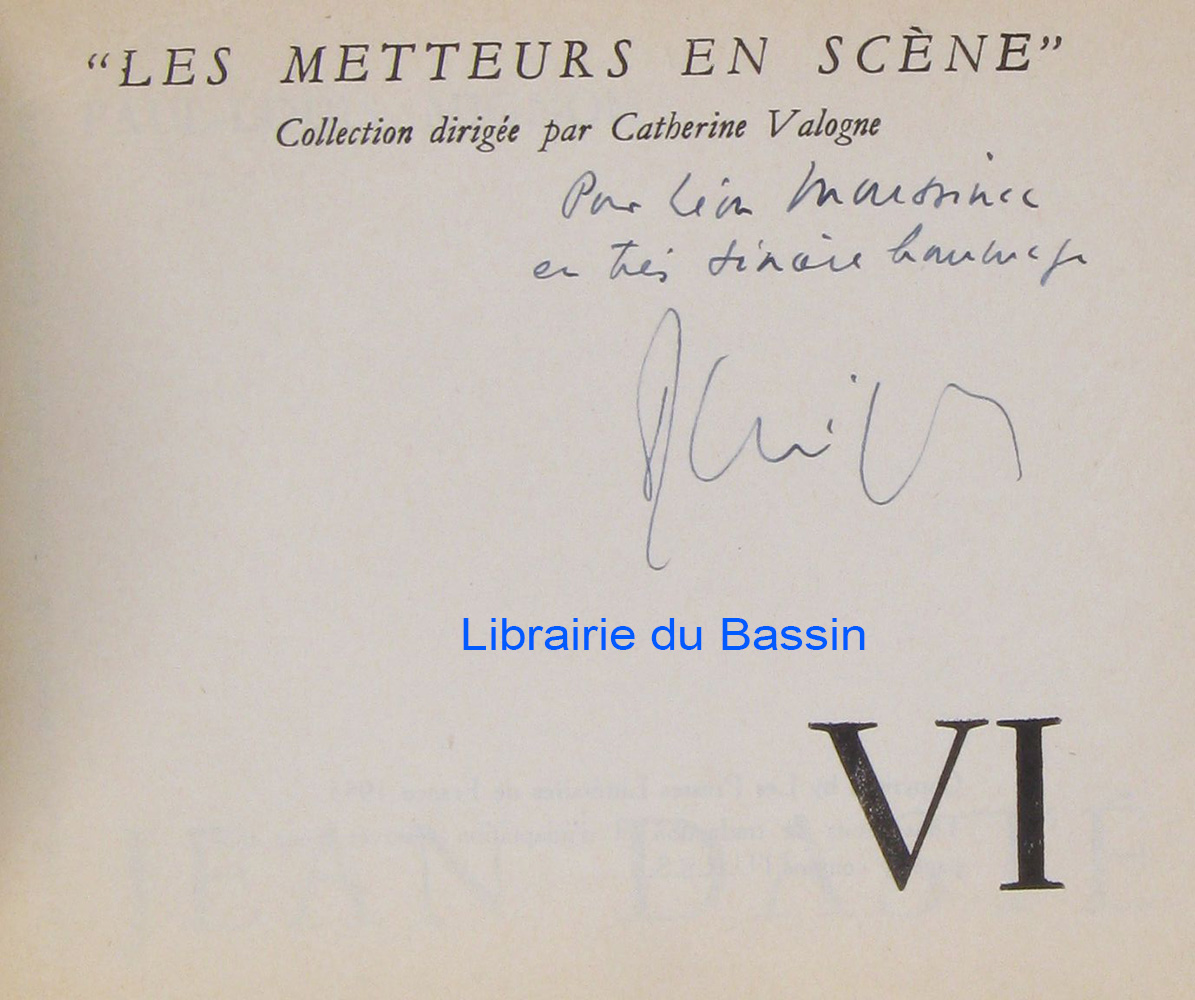 “LES METTEURS EN SCÈNE”
Collection dirigée par Catherine Valogne
Pour Léon Moussinac
en très sincère hommage
Librairie du Bassin
VI